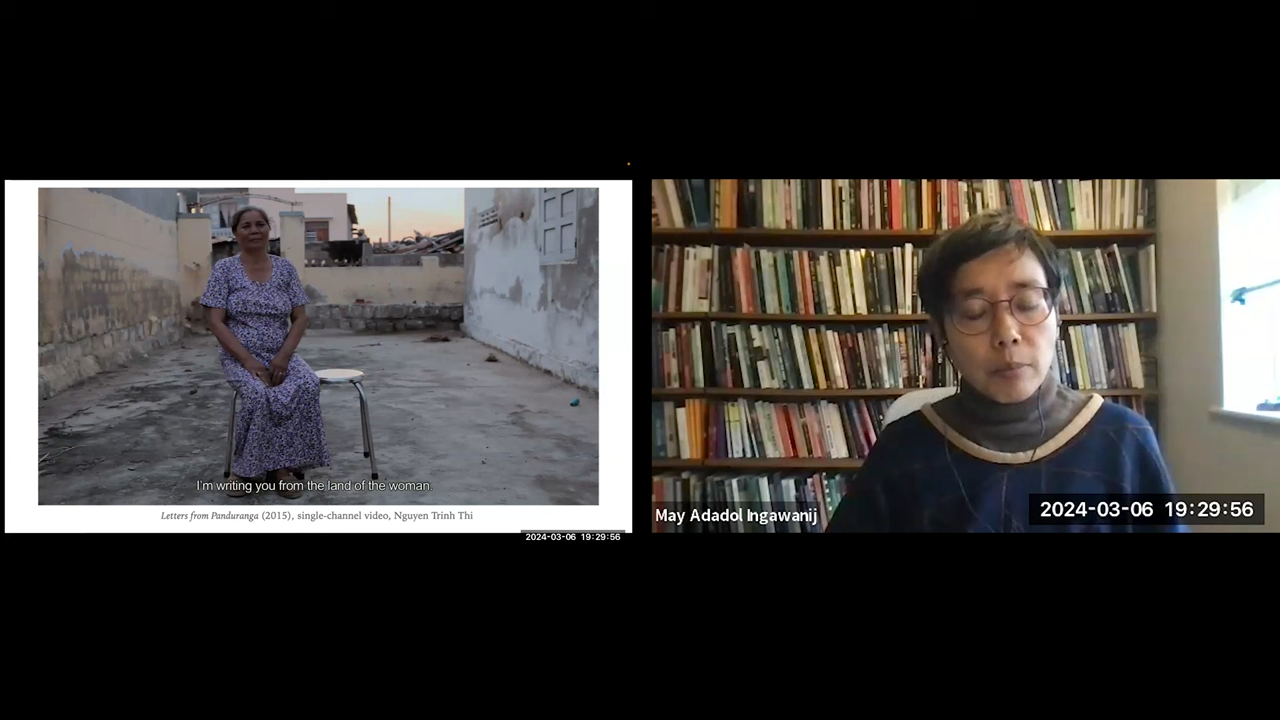 I'm writing you from the land of the woman.
Letters from Panduranga (2015), single-channel video, Nguyen Trinh Thi
2024-03-06 19:29:56
May Adadol Ingawanij
2024-03-06 19:29:56